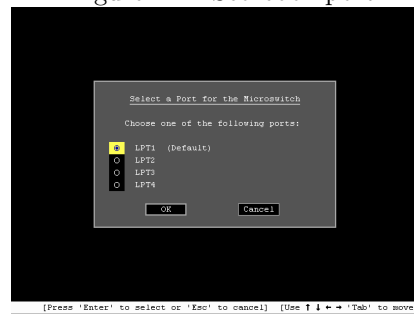 Select a Port for the Microswitch
Choose one of the following ports:
LPT1 (Default)
LPT2
LPT3
LPT4
OK Cancel
[Press 'Enter' to select or 'Esc' to cancel] [Use ↑ ↓ ← → 'Tab' to move